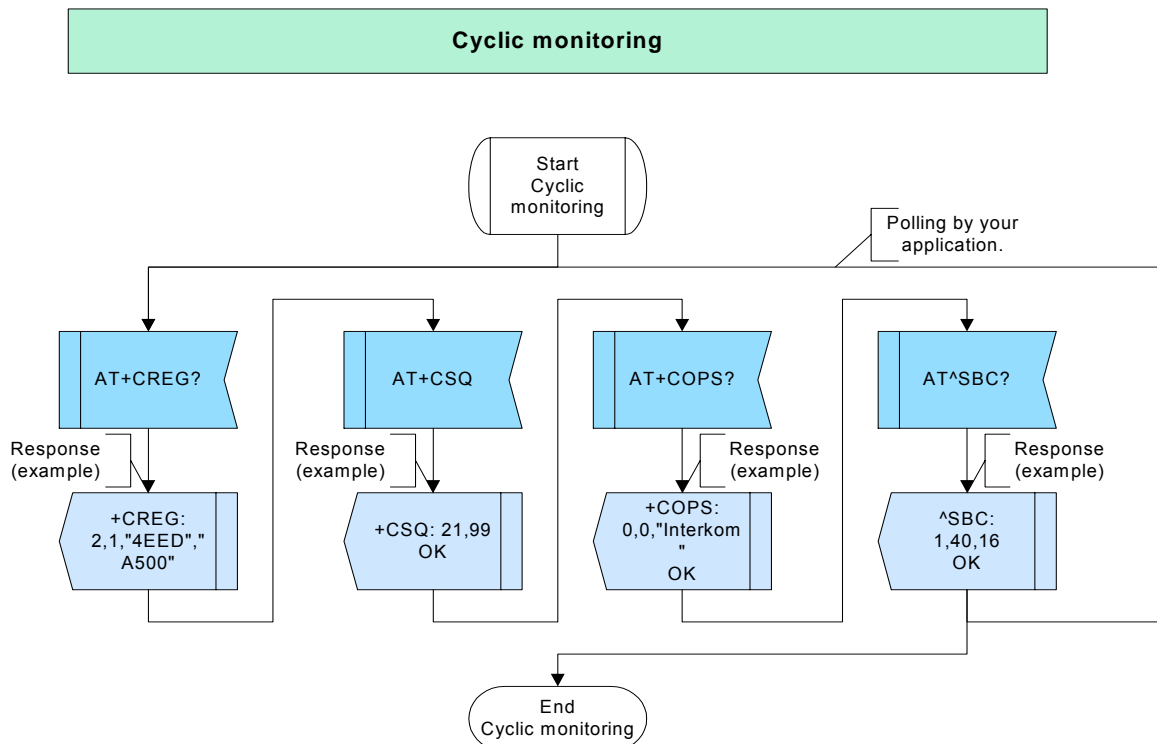 Cyclic monitoring
Start
Cyclic
monitoring
Polling by your
application.
AT+CREG?
AT+CSQ
AT+COPS?
AT^SBC?
Response
(example)
Response
(example)
Response
(example)
Response
(example)
+CREG:
2,1,"4EED","
A500"
+CSQ: 21,99
OK
+COPS:
0,0,"Interkom
"
OK
^SBC:
1,40,16
OK
End
Cyclic monitoring